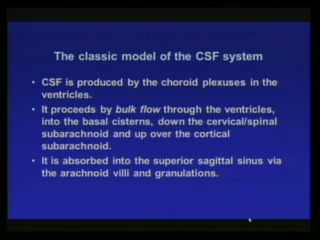 The classic model of the CSF system
• CSF is produced by the choroid plexuses in the
ventricles.
• It proceeds by bulk flow through the ventricles,
into the basal cisterns, down the cervical/spinal
subarachnoid and up over the cortical
subarachnoid.
• It is absorbed into the superior sagittal sinus via
the arachnoid villi and granulations.